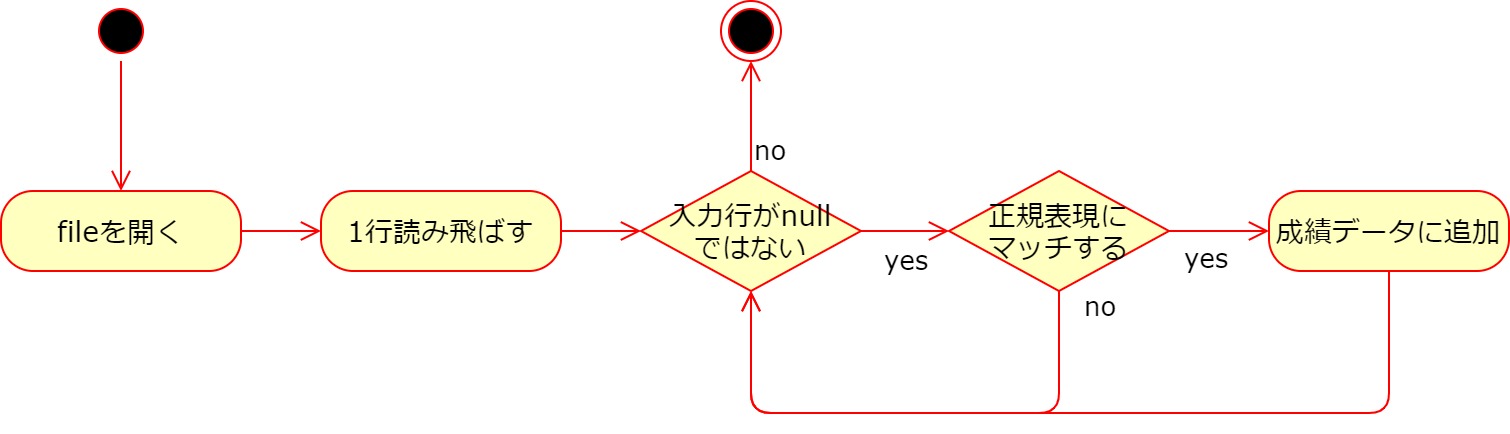 fileを開く
1行読み飛ばす
入力行がnull
ではない
no
yes
正規表現に
マッチする
yes
no
成績データに追加